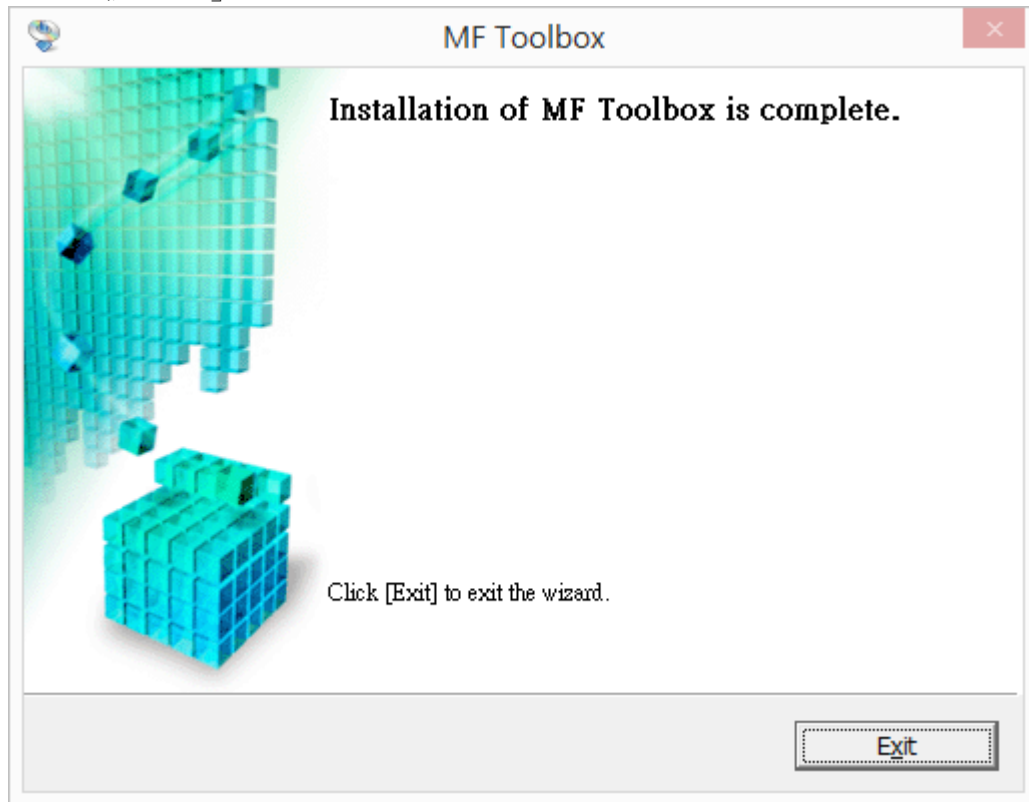 MF Toolbox
Installation of MF Toolbox is complete.
Click [Exit] to exit the wizard.
Exit